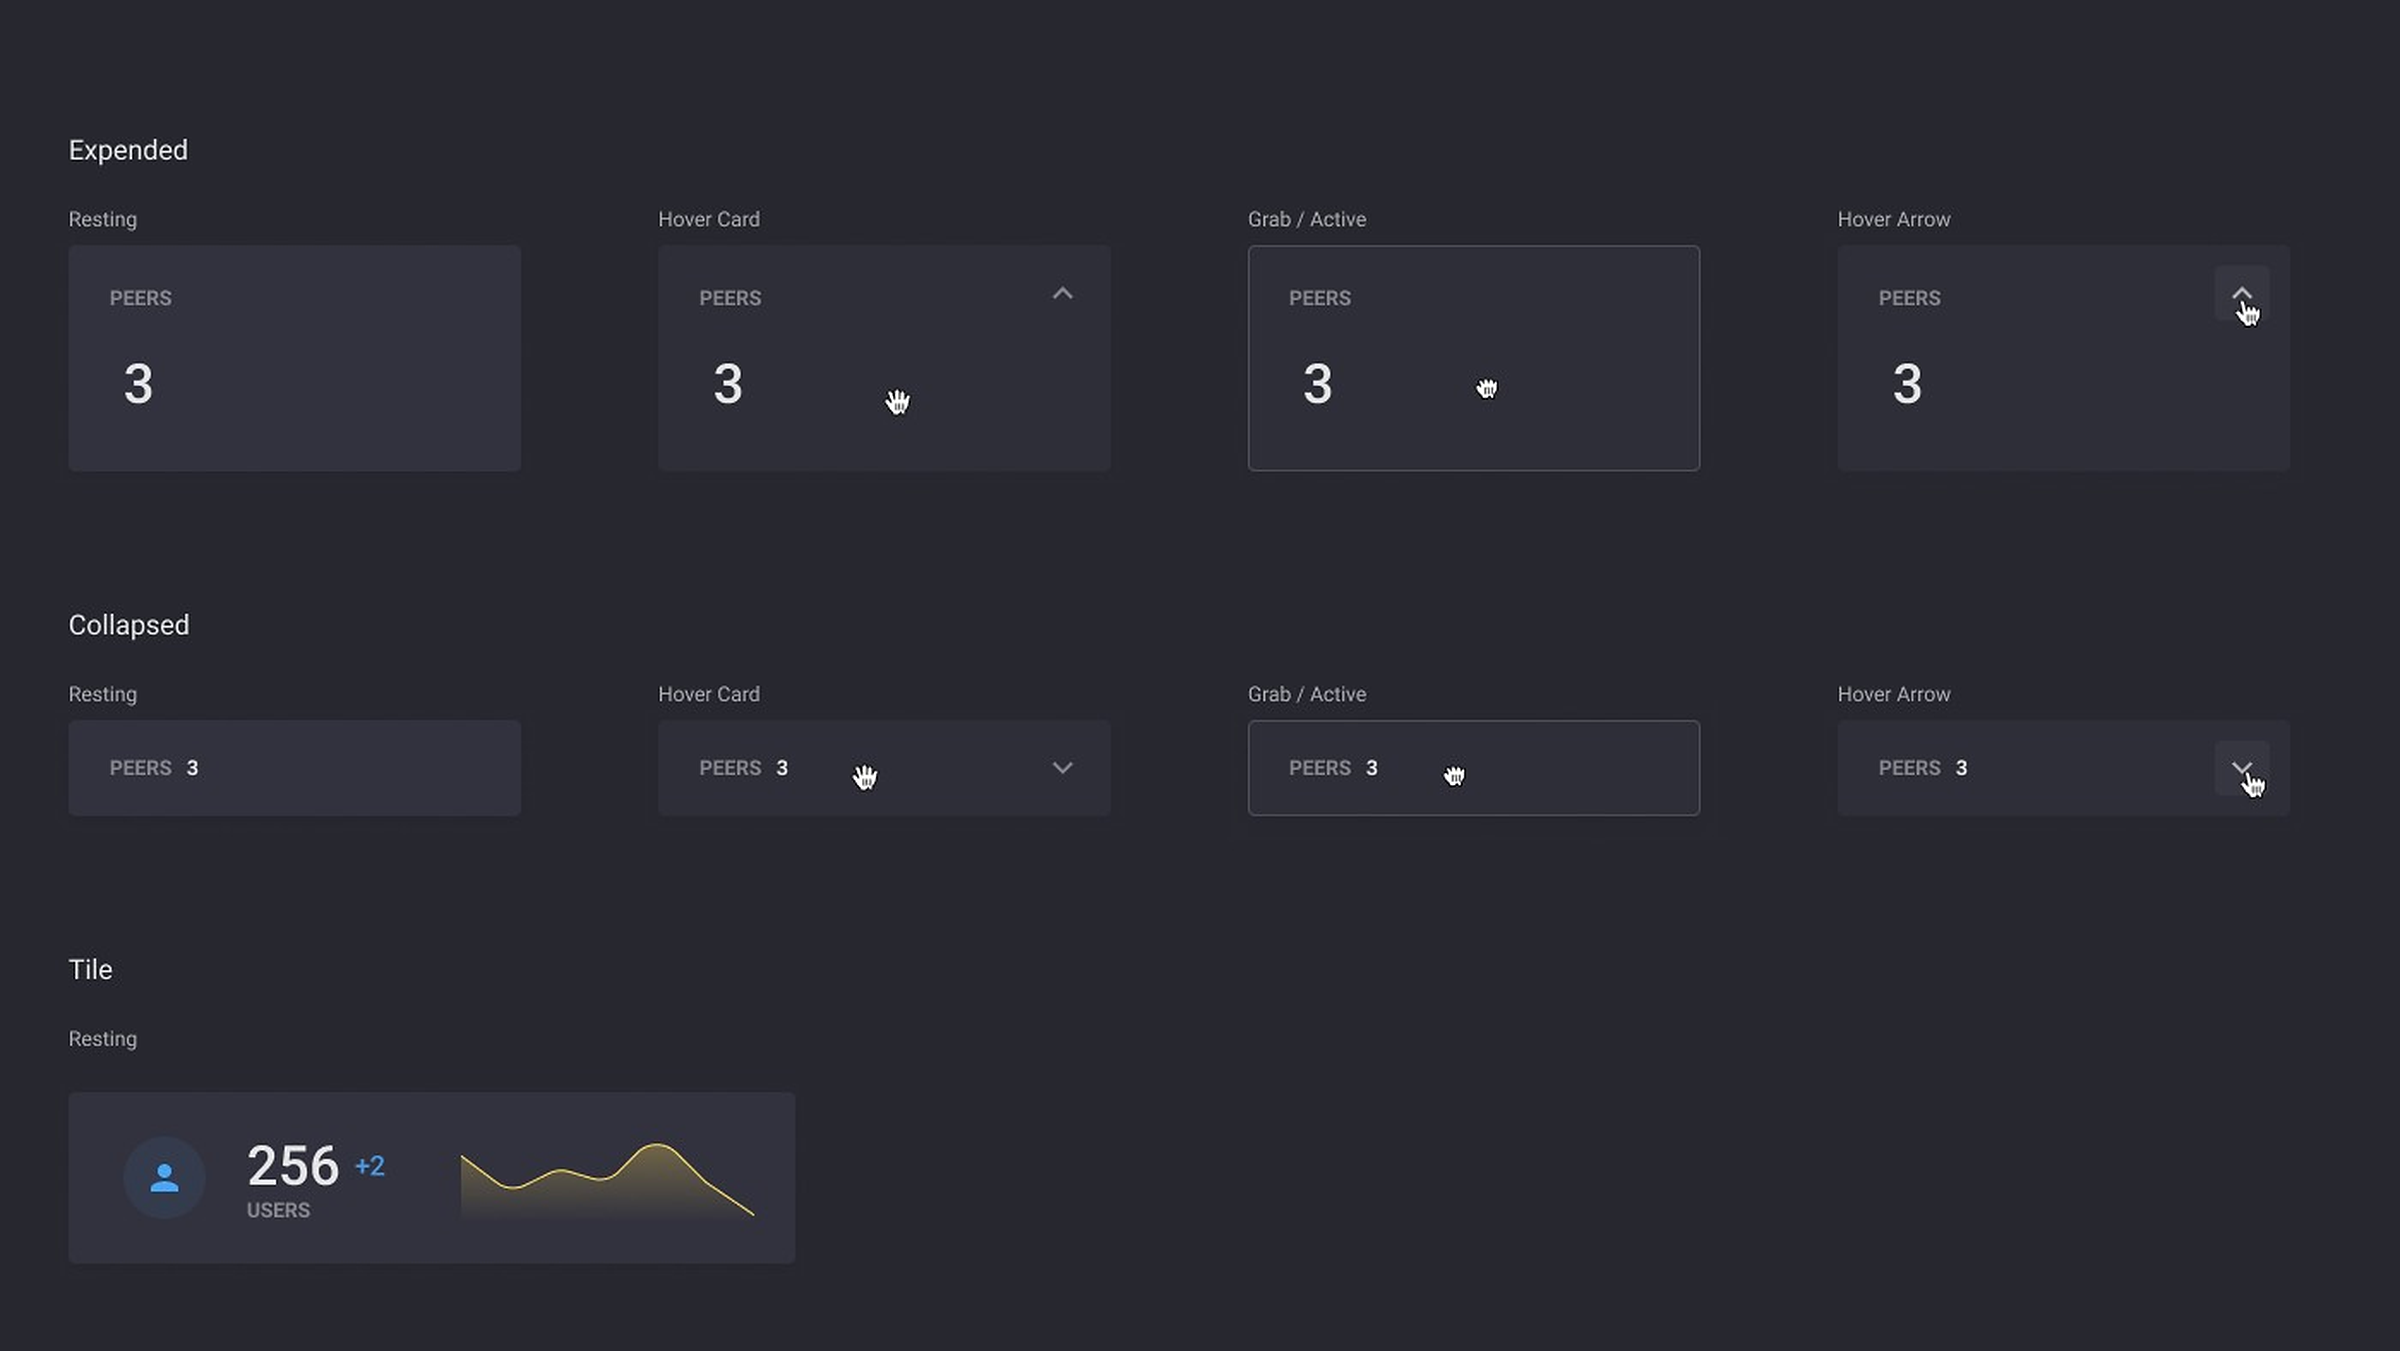 Expended
Resting
Hover Card
Grab / Active
Hover Arrow
PEERS
PEERS
PEERS
PEERS
3
3
3
3
Collapsed
Resting
Hover Card
Grab / Active
Hover Arrow
PEERS 3
PEERS 3
PEERS 3
PEERS 3
Tile
Resting
256 +2
USERS